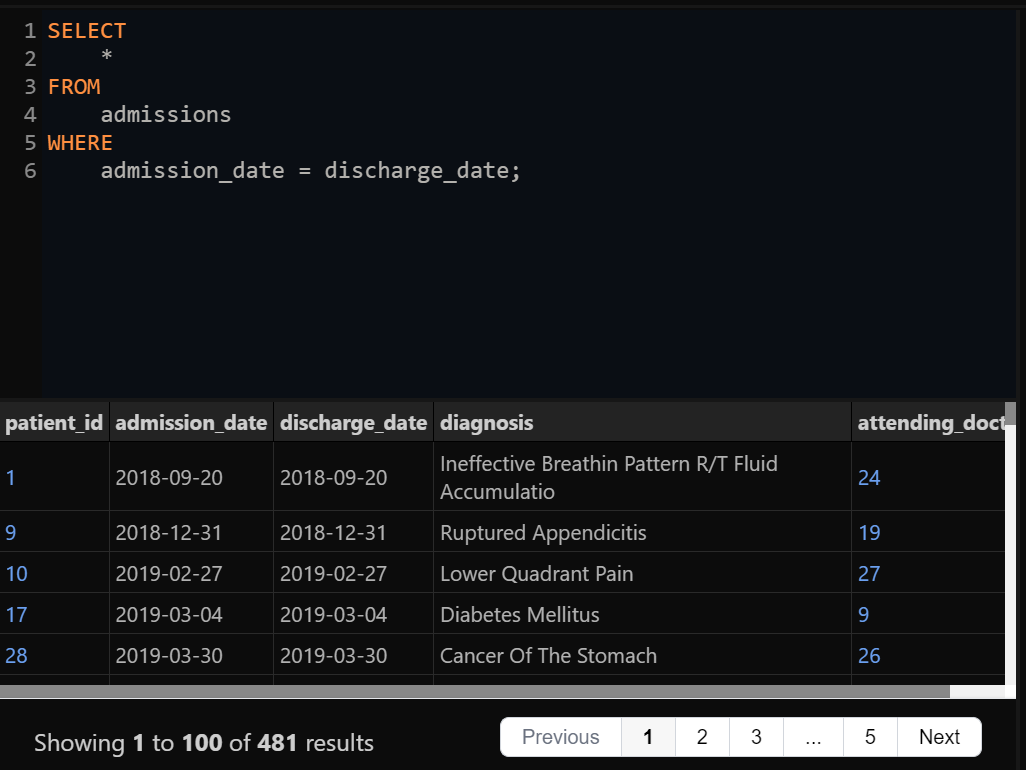 1 SELECT
2     *
3 FROM
4     admissions
5 WHERE
6     admission_date = discharge_date;
patient_id admission_date discharge_date diagnosis attending_doct
1 2018-09-20 2018-09-20 Ineffective Breathin Pattern R/T Fluid
Accumulatio 24
9 2018-12-31 2018-12-31 Ruptured Appendicitis 19
10 2019-02-27 2019-02-27 Lower Quadrant Pain 27
17 2019-03-04 2019-03-04 Diabetes Mellitus 9
28 2019-03-30 2019-03-30 Cancer Of The Stomach 26
Showing 1 to 100 of 481 results Previous 1 2 3 ... 5 Next